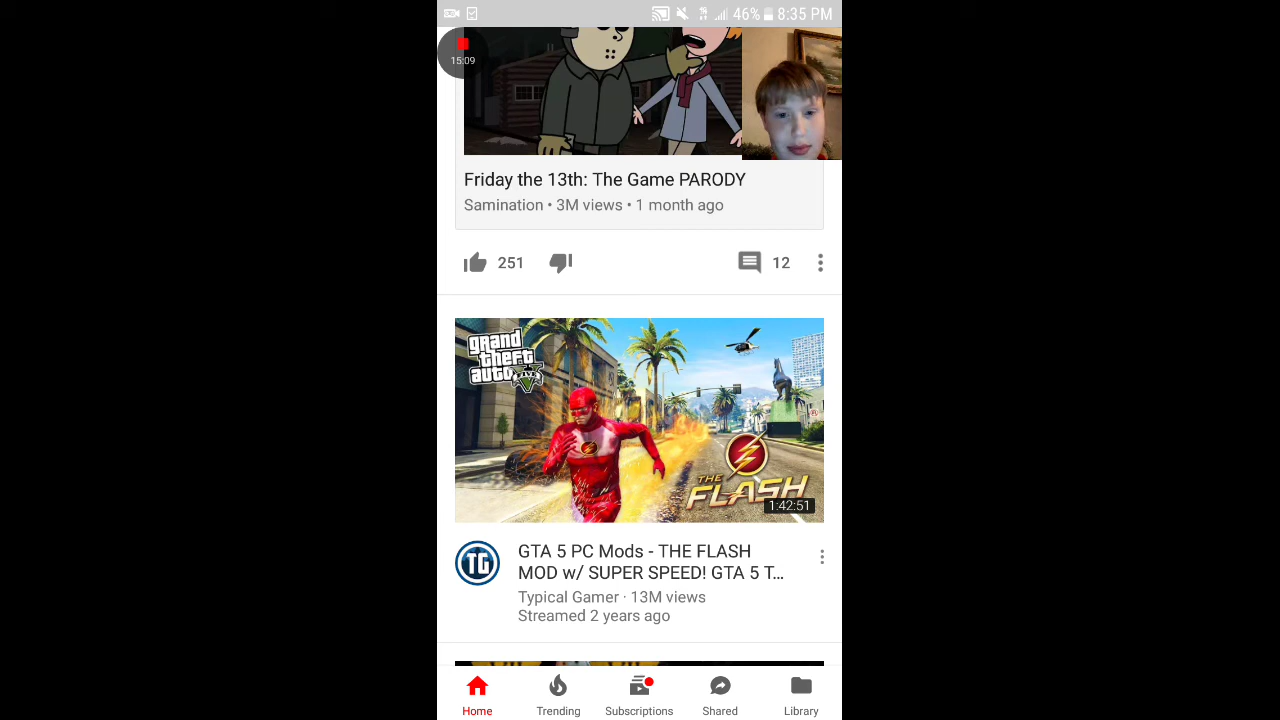 46% 8:35 PM
15:09
Friday the 13th: The Game PARODY
Samination • 3M views • 1 month ago
251 12
grand
theft
auto
FIVE
THE
FLASH
1:42:51
TG
GTA 5 PC Mods - THE FLASH
MOD w/ SUPER SPEED! GTA 5 T...
Typical Gamer · 13M views
Streamed 2 years ago
Home Trending Subscriptions Shared Library